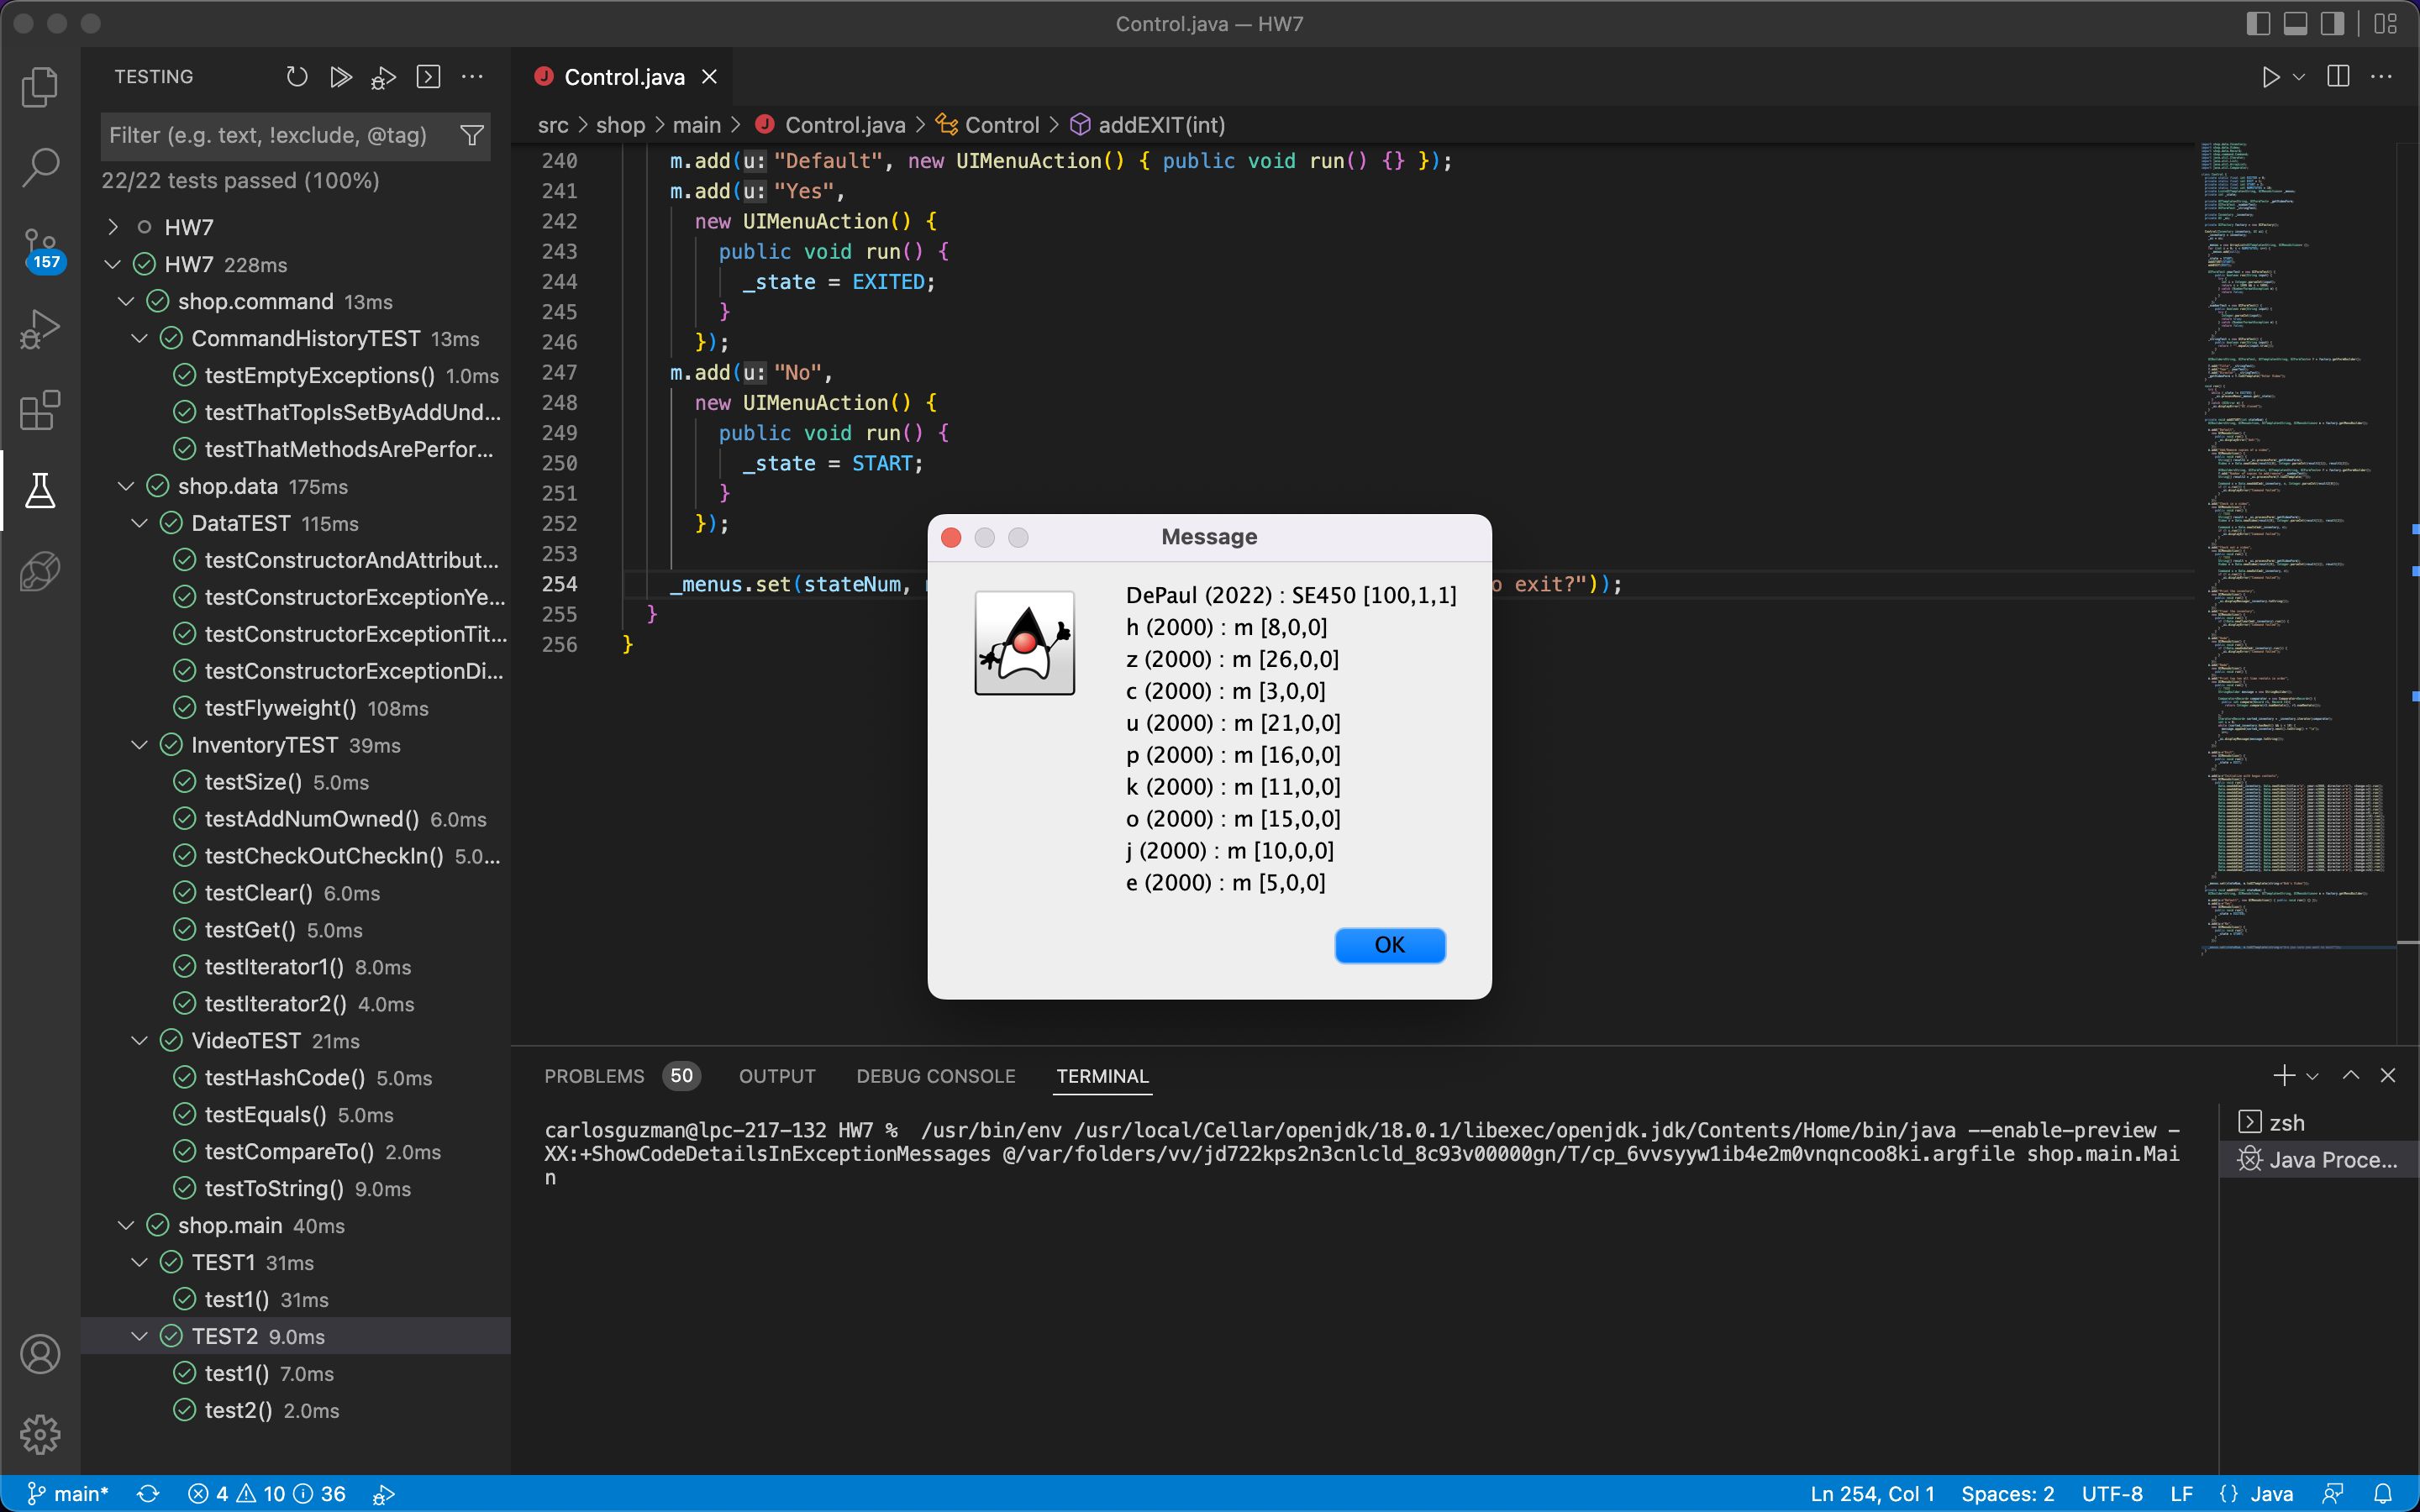 Control.java — HW7
TESTING
Filter (e.g. text, !exclude, @tag)
22/22 tests passed (100%)
HW7
HW7 228ms
shop.command 13ms
CommandHistoryTEST 13ms
testEmptyExceptions() 1.0ms
testThatTopIsSetByAddUnd...
testThatMethodsArePerfor...
shop.data 175ms
DataTEST 115ms
testConstructorAndAttribut...
testConstructorExceptionYe...
testConstructorExceptionTit...
testConstructorExceptionDi...
testFlyweight() 108ms
InventoryTEST 39ms
testSize() 5.0ms
testAddNumOwned() 6.0ms
testCheckOutCheckIn() 5.0...
testClear() 6.0ms
testGet() 5.0ms
testIterator1() 8.0ms
testIterator2() 4.0ms
VideoTEST 21ms
testHashCode() 5.0ms
testEquals() 5.0ms
testCompareTo() 2.0ms
testToString() 9.0ms
shop.main 40ms
TEST1 31ms
test1() 31ms
TEST2 9.0ms
test1() 7.0ms
test2() 2.0ms
157
J Control.java
src > shop > main > J Control.java > Control > addEXIT(int)
240 m.add(u: "Default", new UIMenuAction() { public void run() {} });
241 m.add(u: "Yes",
242 new UIMenuAction() {
243 public void run() {
244 _state = EXITED;
245 }
246 });
247 m.add(u: "No",
248 new UIMenuAction() {
249 public void run() {
250 _state = START;
251 }
252 });
253
254 _menus.set(stateNum, o exit?"));
255 }
256 }
Message
DePaul (2022) : SE450 [100,1,1]
h (2000) : m [8,0,0]
z (2000) : m [26,0,0]
c (2000) : m [3,0,0]
u (2000) : m [21,0,0]
p (2000) : m [16,0,0]
k (2000) : m [11,0,0]
o (2000) : m [15,0,0]
j (2000) : m [10,0,0]
e (2000) : m [5,0,0]
OK
PROBLEMS 50 OUTPUT DEBUG CONSOLE TERMINAL
carlosguzman@lpc-217-132 HW7 % /usr/bin/env /usr/local/Cellar/openjdk/18.0.1/libexec/openjdk.jdk/Contents/Home/bin/java --enable-preview -
XX:+ShowCodeDetailsInExceptionMessages @/var/folders/vv/jd722kps2n3cnlcld_8c93v00000gn/T/cp_6vvsyyw1ib4e2m0vnqncoo8ki.argfile shop.main.Mai
n
zsh
Java Proce...
main* 4 10 36
Ln 254, Col 1 Spaces: 2 UTF-8 LF {} Java